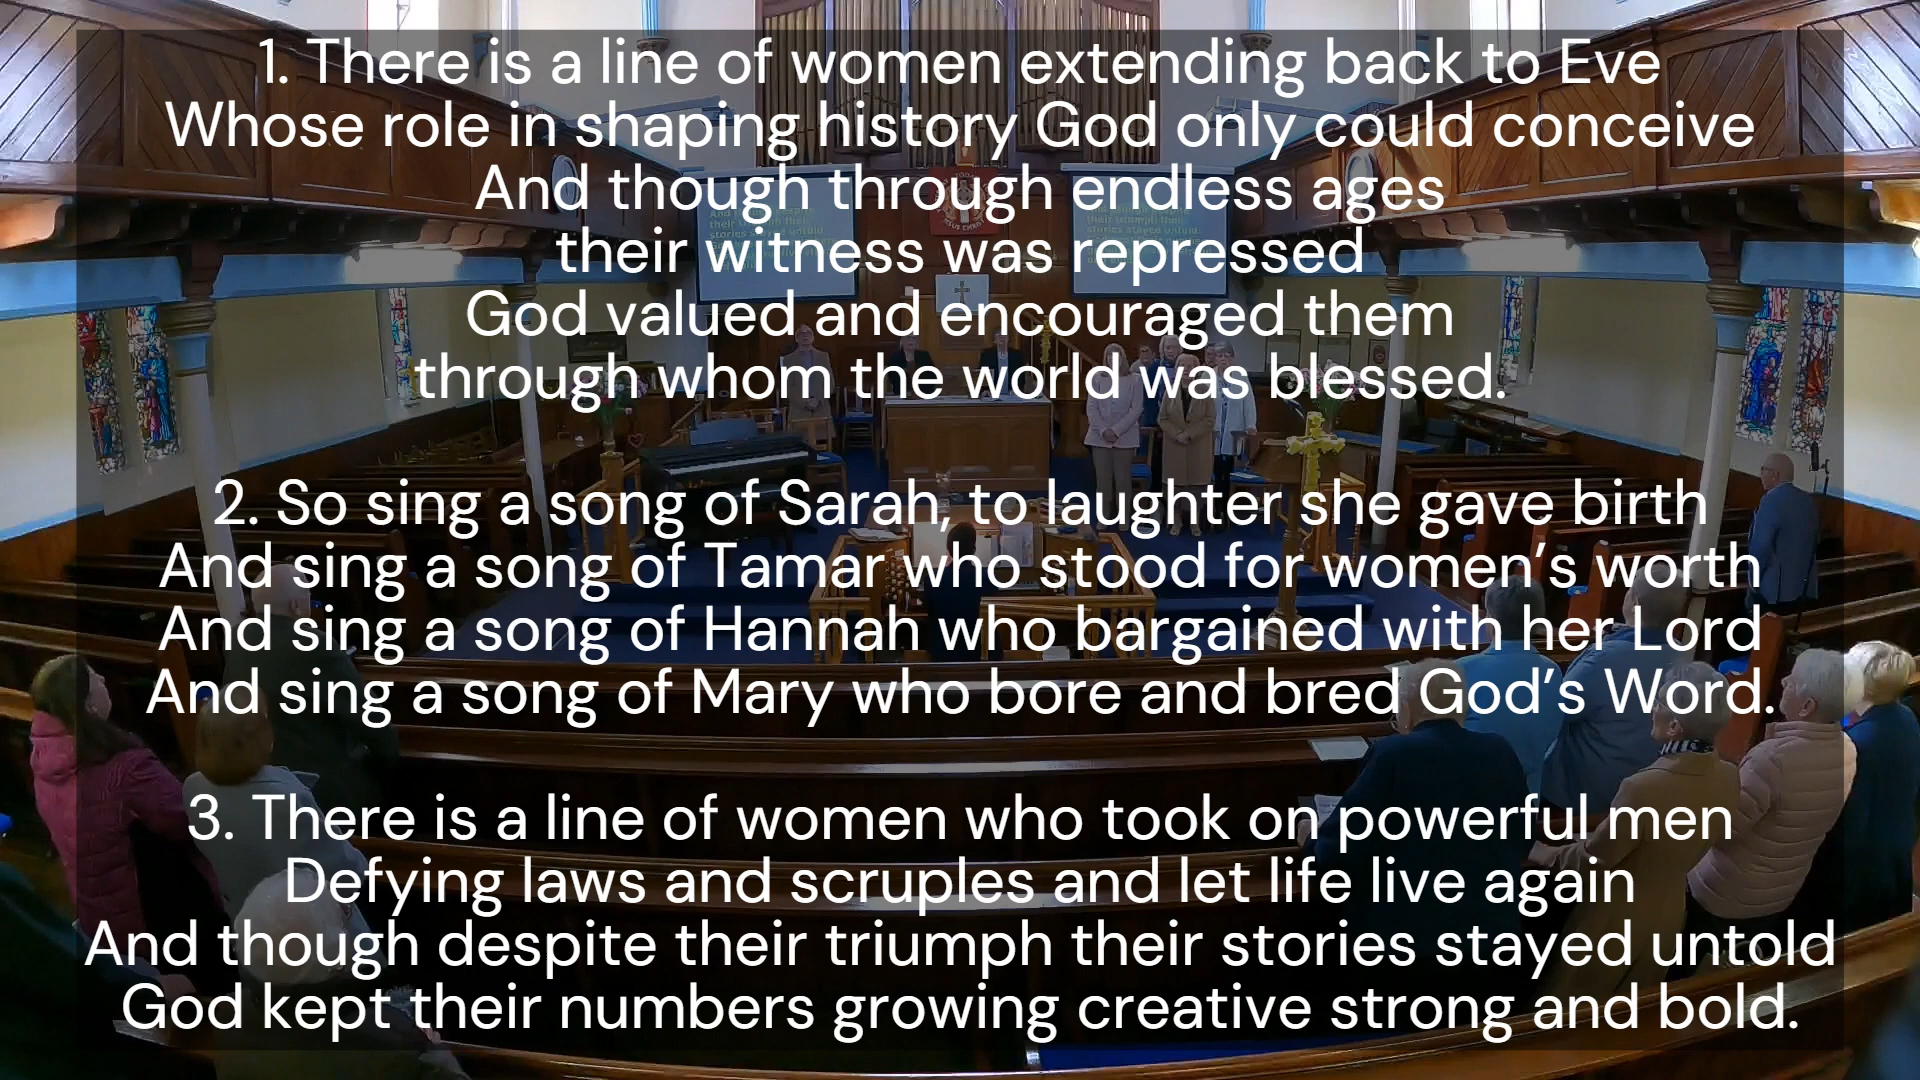 1. There is a line of women extending back to Eve
Whose role in shaping history God only could conceive
And though through endless ages
their witness was repressed
God valued and encouraged them
through whom the world was blessed.
2. So sing a song of Sarah, to laughter she gave birth
And sing a song of Tamar who stood for women’s worth
And sing a song of Hannah who bargained with her Lord
And sing a song of Mary who bore and bred God’s Word.
3. There is a line of women who took on powerful men
Defying laws and scruples and let life live again
And though despite their triumph their stories stayed untold
God kept their numbers growing creative strong and bold.